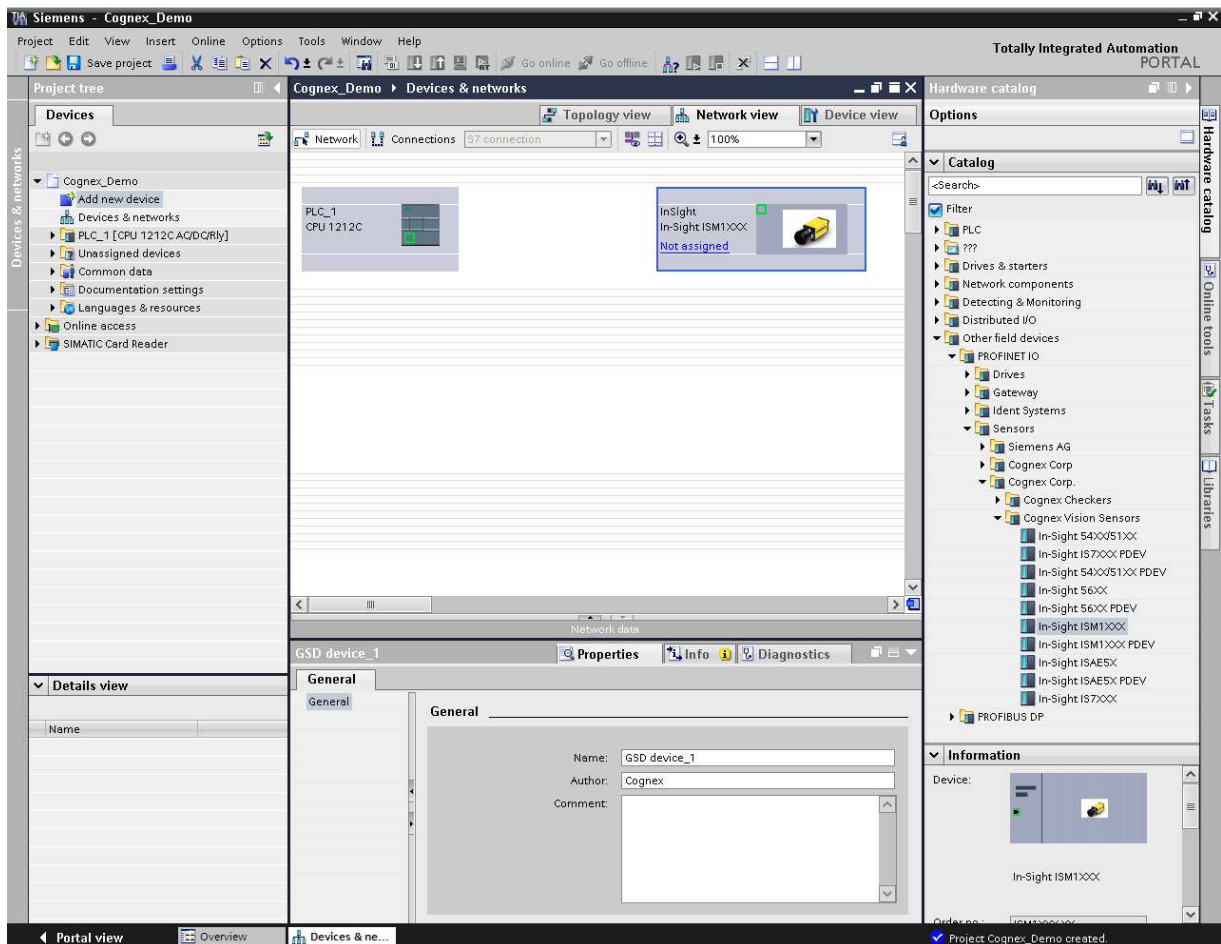 Siemens - Cognex_Demo
Project Edit View Insert Online Options Tools Window Help
Save project
Go online
Go offline
Totally Integrated Automation
PORTAL
Devices & networks
Project tree
Devices
Cognex_Demo
Add new device
Devices & networks
PLC_1 [CPU 1212C AC/DC/Rly]
Unassigned devices
Common data
Documentation settings
Languages & resources
Online access
SIMATIC Card Reader
Details view
Name
Cognex_Demo Devices & networks
Topology view
Network view
Device view
Network
Connections
S7 connection
100%
PLC_1
CPU 1212C
InSight
In-Sight ISM1XXX
Not assigned
Network data
GSD device_1
Properties
Info
Diagnostics
General
General
General
Name: GSD device_1
Author: Cognex
Comment:
Hardware catalog
Options
Catalog
<Search>
Filter
PLC
???
Drives & starters
Network components
Detecting & Monitoring
Distributed I/O
Other field devices
PROFINET IO
Drives
Gateway
Ident Systems
Sensors
Siemens AG
Cognex Corp
Cognex Corp.
Cognex Checkers
Cognex Vision Sensors
In-Sight 54XX/51XX
In-Sight IS7XXX PDEV
In-Sight 54XX/51XX PDEV
In-Sight 56XX
In-Sight 56XX PDEV
In-Sight ISM1XXX
In-Sight ISM1XXX PDEV
In-Sight ISAE5X
In-Sight ISAE5X PDEV
In-Sight IS7XXX
PROFIBUS DP
Information
Device:
In-Sight ISM1XXX
Order no.:
Hardware catalog
Online tools
Tasks
Libraries
Portal view
Overview
Devices & ne...
Project Cognex_Demo created.